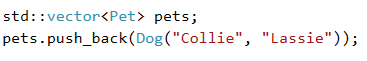 std::vector<Pet> pets;
pets.push_back(Dog("Collie", "Lassie"));